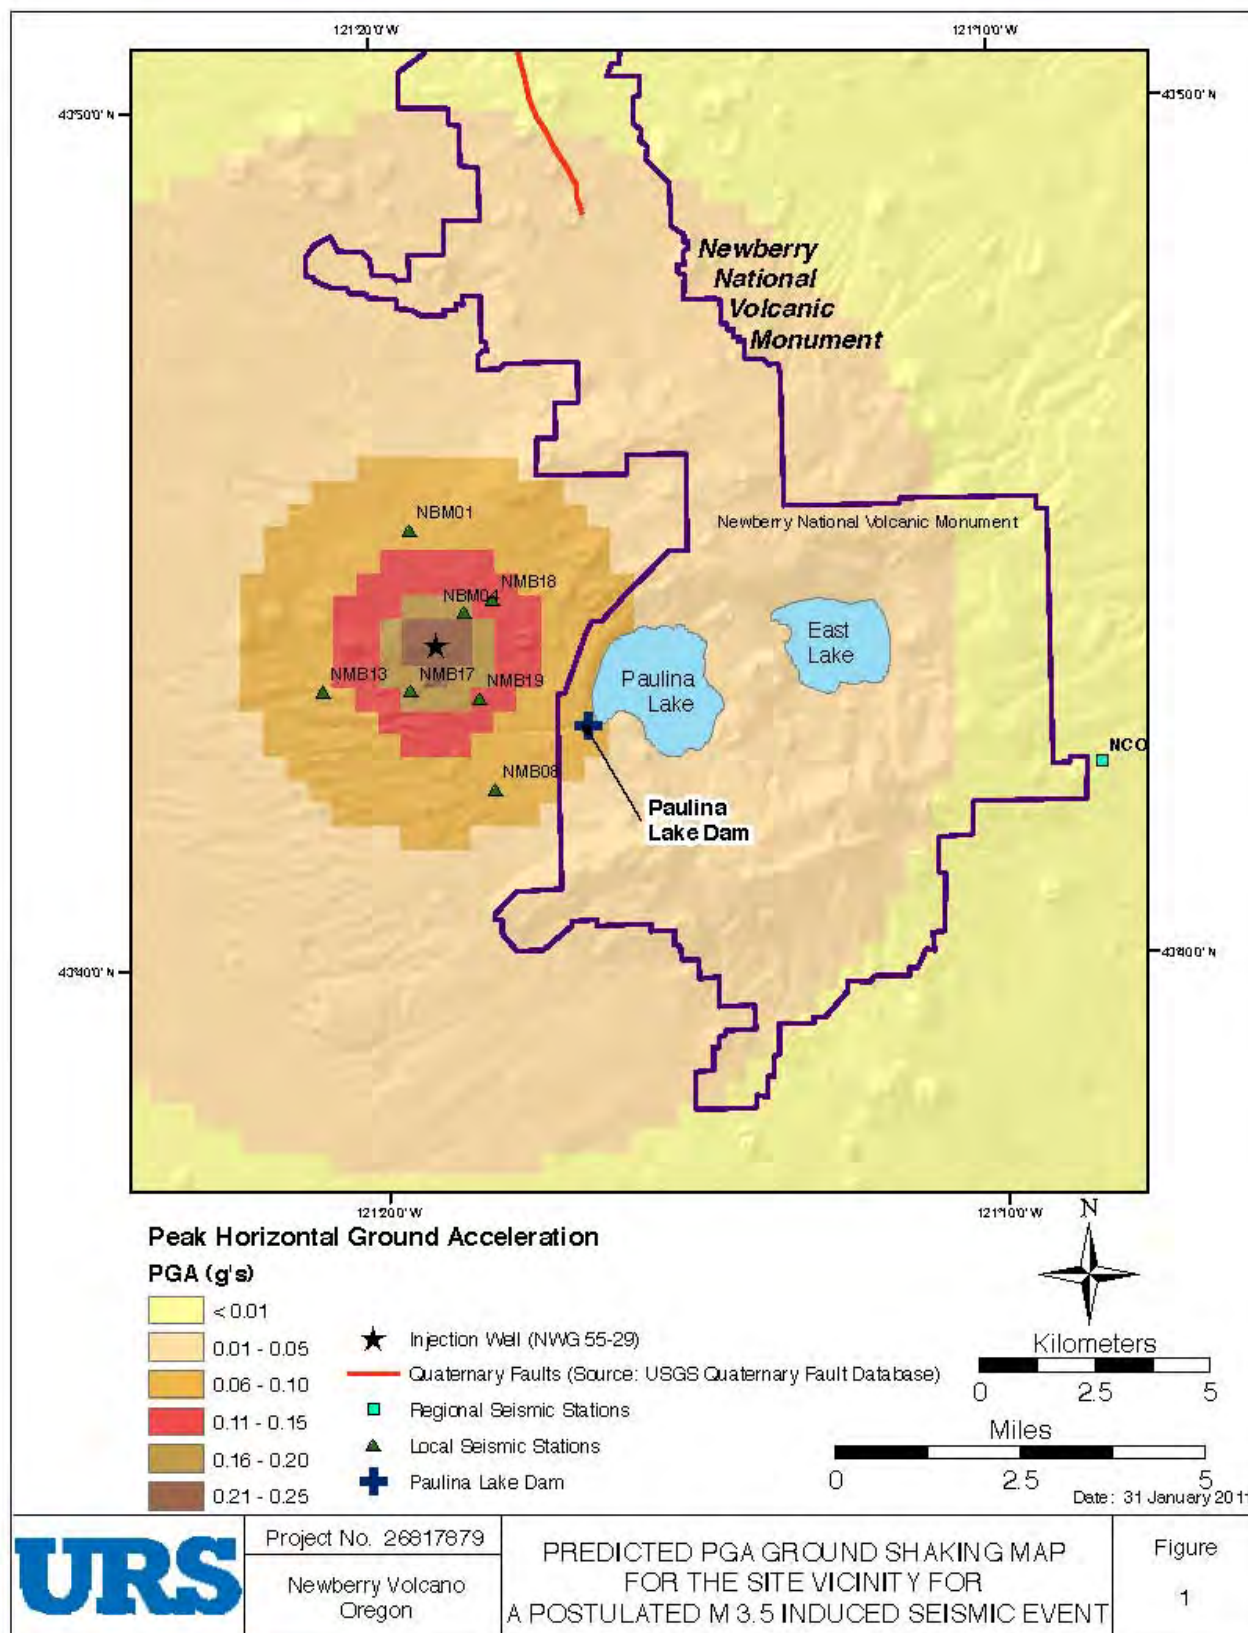 121°20'0" W
121°10'0" W
43°50'0" N
43°50'0" N
Newberry
National
Volcanic
Monument
NBM01
Newberry National Volcanic Monument
NMB18
NBM04
East
Lake
NMB13
NMB17
NMB19
Paulina
Lake
NCO
NMB08
Paulina
Lake Dam
43°40'0" N
43°40'0" N
121°20'0" W
121°10'0" W
Peak Horizontal Ground Acceleration
PGA (g's)
< 0.01
0.01 - 0.05
0.06 - 0.10
0.11 - 0.15
0.16 - 0.20
0.21 - 0.25
Injection Well (NWG 55-29)
Quaternary Faults (Source: USGS Quaternary Fault Database)
Regional Seismic Stations
Local Seismic Stations
Paulina Lake Dam
N
Kilometers
0 2.5 5
Miles
0 2.5 5
Date: 31 January 2011
URS
Project No. 26817879
Newberry Volcano
Oregon
PREDICTED PGA GROUND SHAKING MAP
FOR THE SITE VICINITY FOR
A POSTULATED M 3.5 INDUCED SEISMIC EVENT
Figure
1